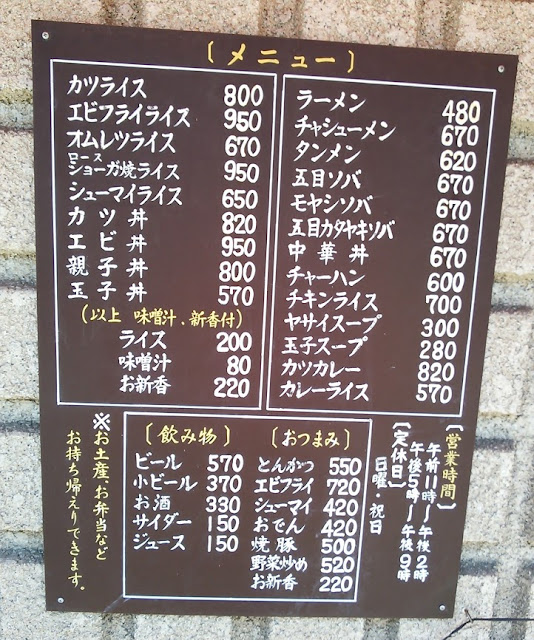 〔メニュー〕
カツライス 800
エビフライライス 950
オムレツライス 670
ロース
ショーガ焼ライス 950
シューマイライス 650
カツ丼 820
エビ丼 950
親子丼 800
玉子丼 570
(以上 味噌汁、新香付)
ライス 200
味噌汁 80
お新香 220
ラーメン 480
チャシューメン 670
タンメン 620
五目ソバ 670
モヤシソバ 670
五目カタヤキソバ 670
中華丼 670
チャーハン 600
チキンライス 700
ヤサイスープ 300
玉子スープ 280
カツカレー 820
カレーライス 570
〔飲み物〕
ビール 570
小ビール 370
お酒 330
サイダー 150
ジュース 150
〔おつまみ〕
とんかつ 550
エビフライ 720
シューマイ 420
おでん 420
焼豚 500
野菜炒め 520
お新香 220
〔営業時間〕
午前11時〜午後2時
午後5時〜午後9時
〔定休日〕
日曜・祝日
※お土産、お弁当など
お持ち帰えりできます。